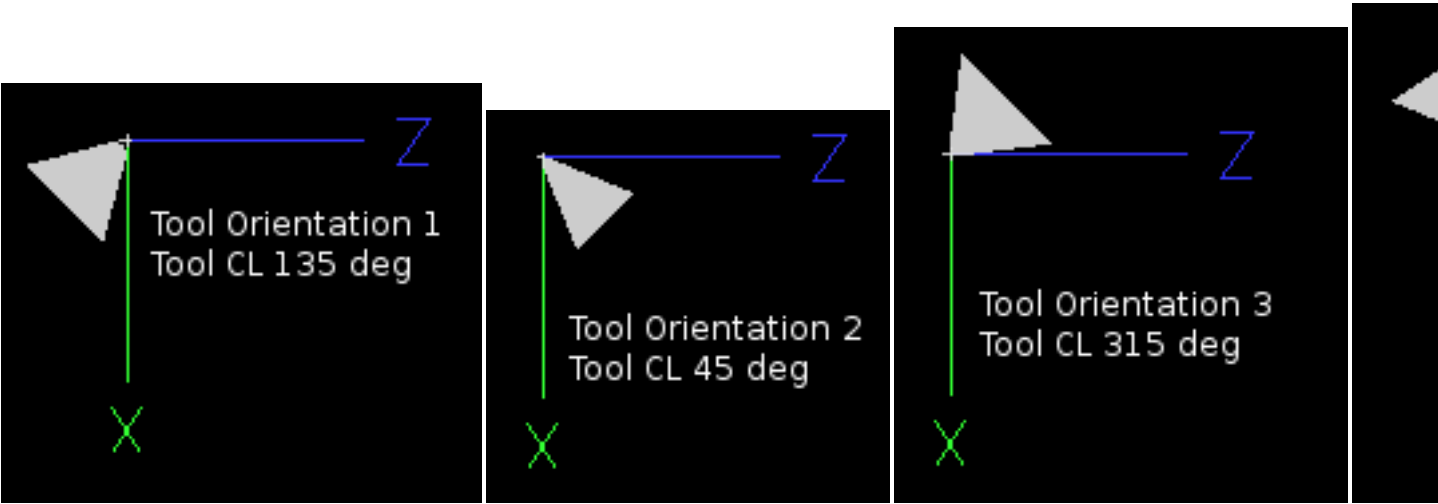 Z
Tool Orientation 1
Tool CL 135 deg
X
Z
Tool Orientation 2
Tool CL 45 deg
X
Z
Tool Orientation 3
Tool CL 315 deg
X